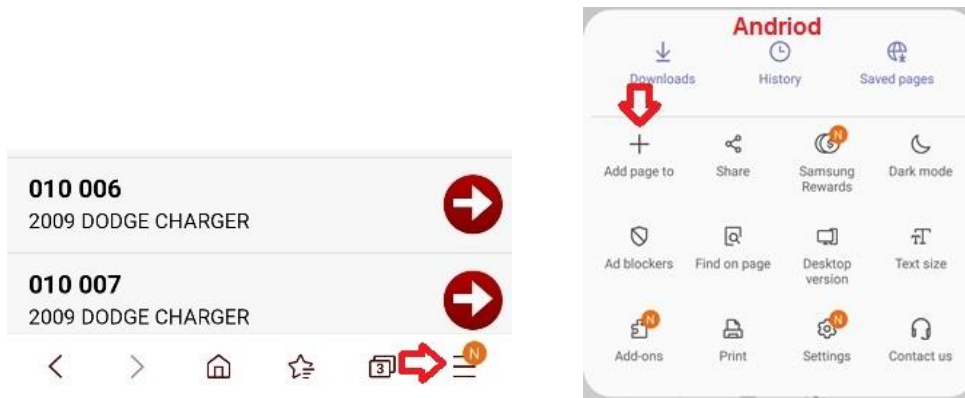 010 006
2009 DODGE CHARGER
010 007
2009 DODGE CHARGER
3
N
Andriod
Downloads History Saved pages
N
Add page to Share Samsung Rewards Dark mode
Ad blockers Find on page Desktop version Text size
N N
Add-ons Print Settings Contact us